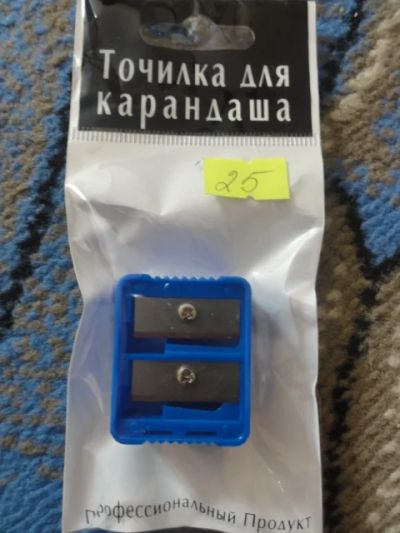 Точилка для
карандаша
25
Профессиональный Продукт